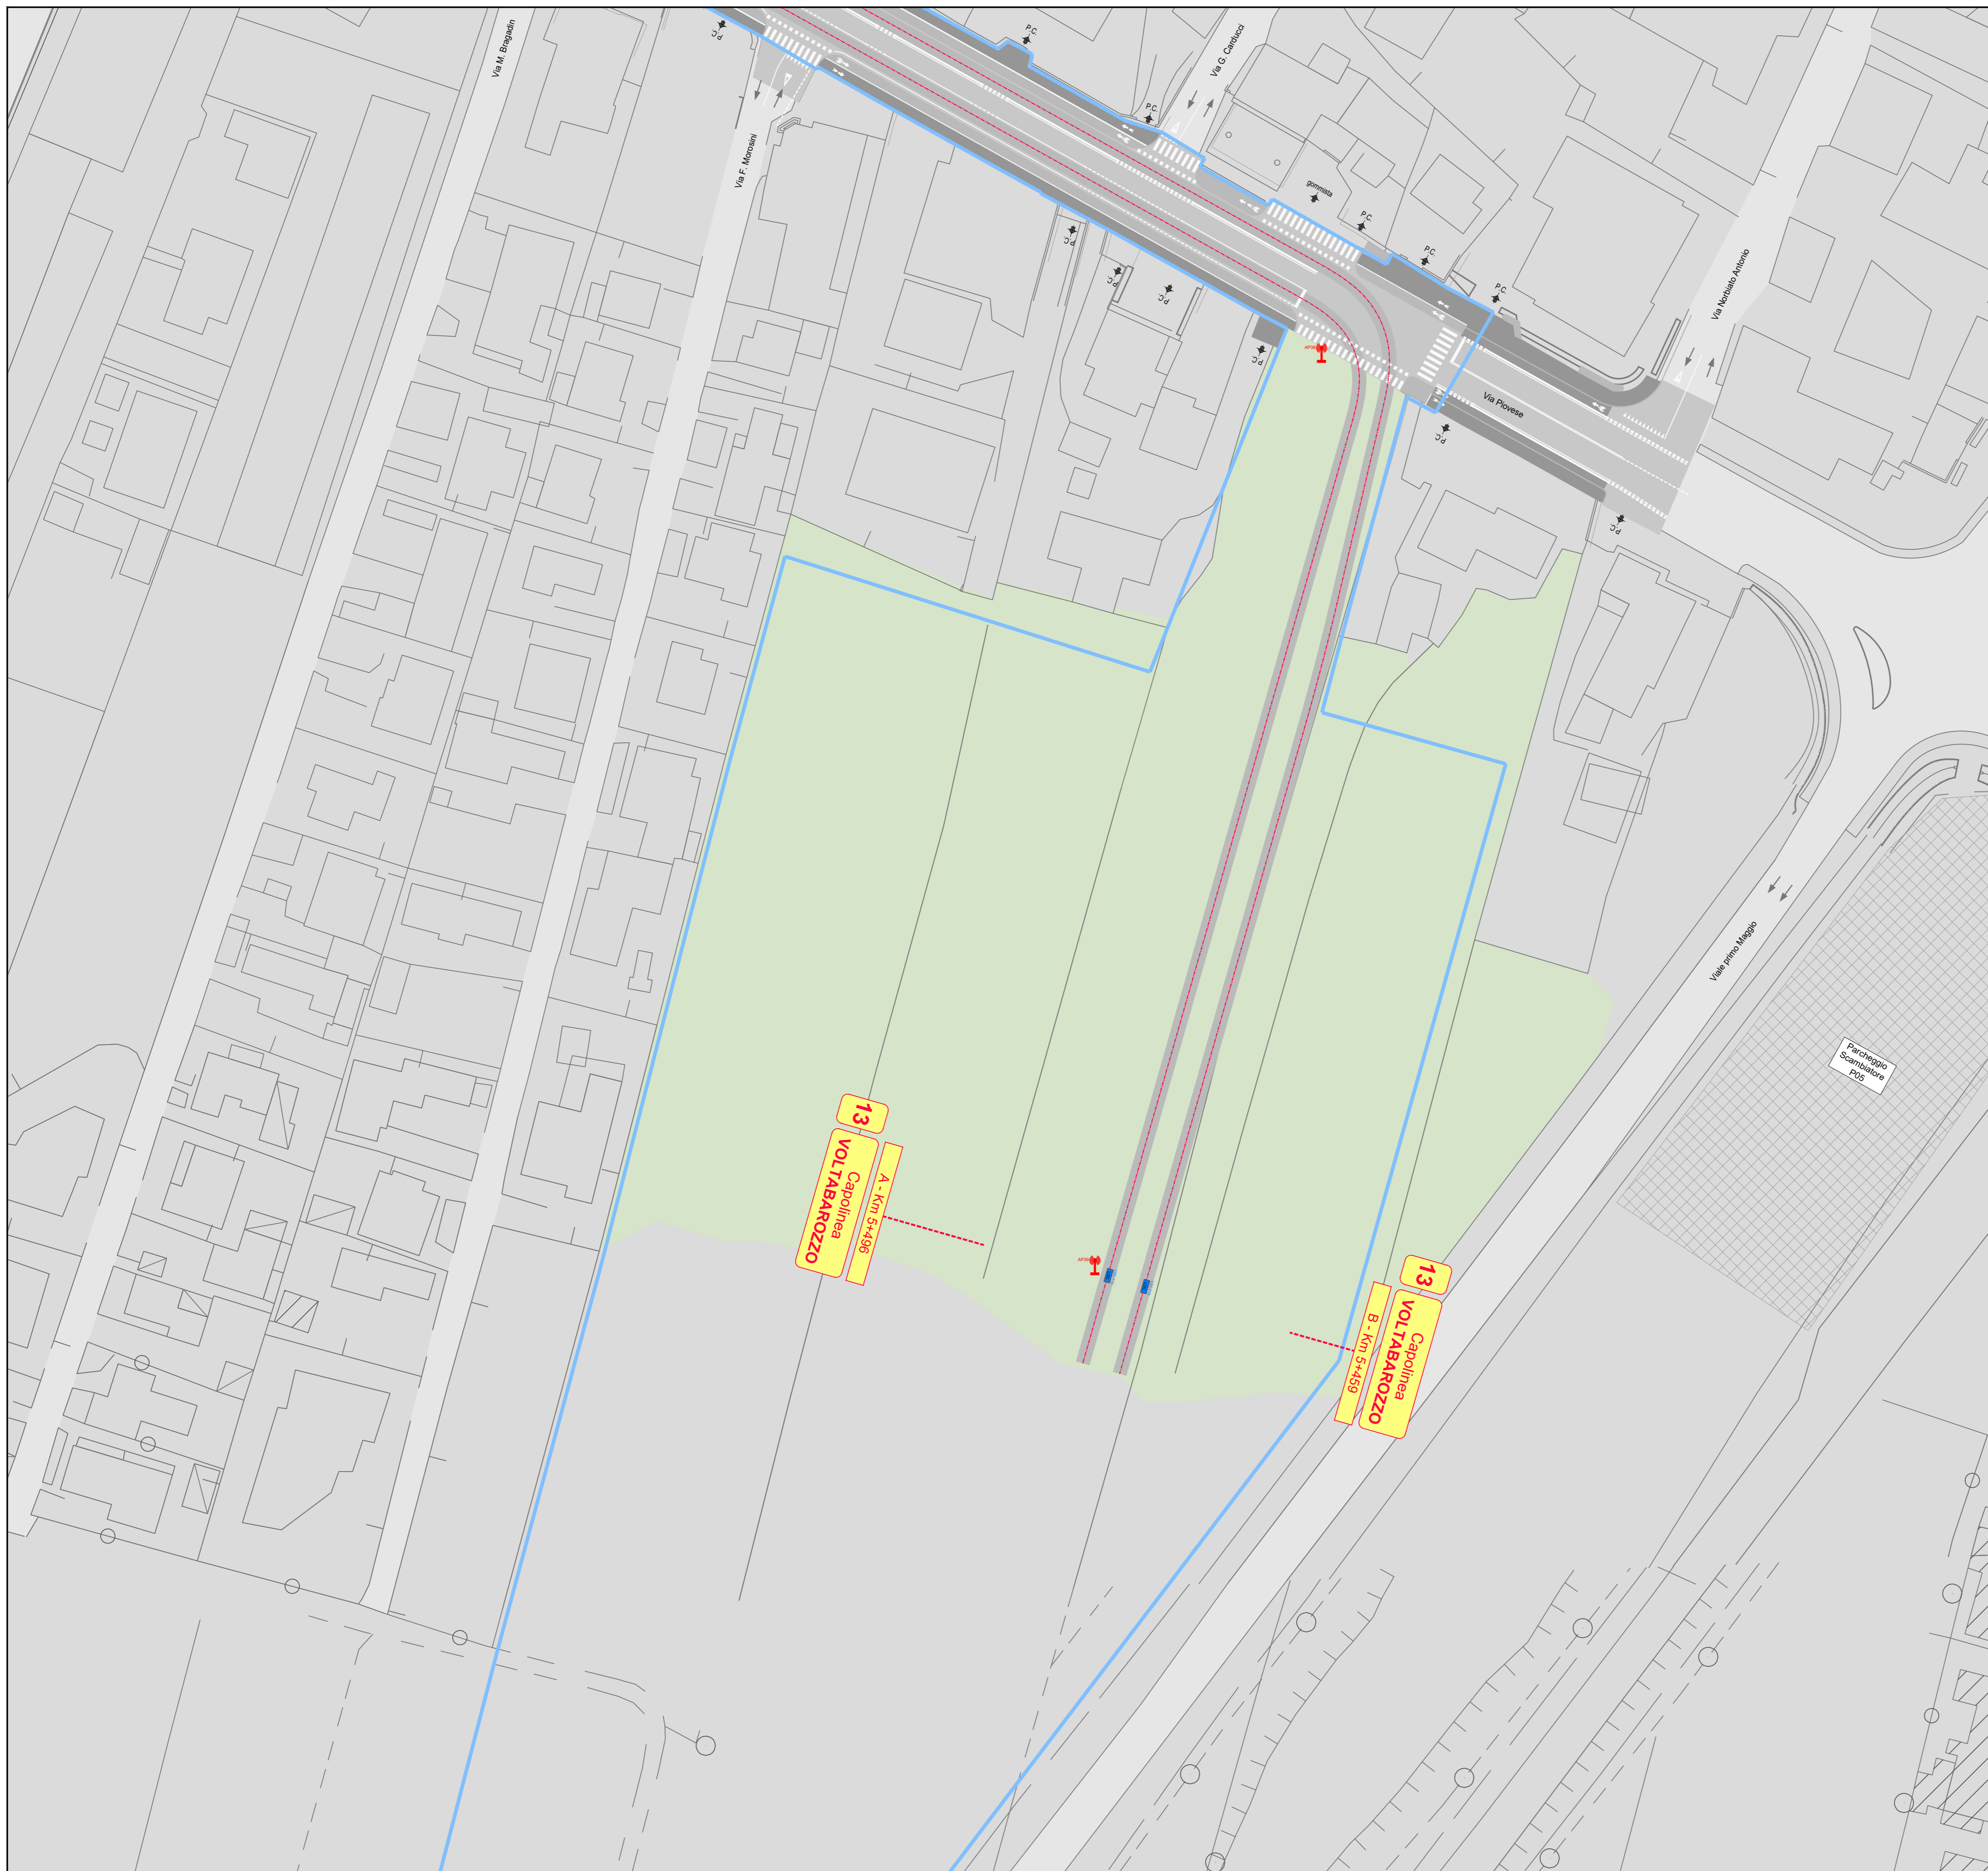 Via M. Bragadin
P.C.
P.C.
Via G. Carducci
P.C.
Via F. Morosini
gommista
P.C.
P.C.
P.C.
P.C.
P.C.
P.C.
P.C.
P.C.
Via Norbiato Antonio
Via Piovese
P.C.
Viale primo Maggio
Parcheggio
Scambiatore
P05
13
Capolinea
VOLTABAROZZO
A - Km 5+496
13
Capolinea
VOLTABAROZZO
B - Km 5+459